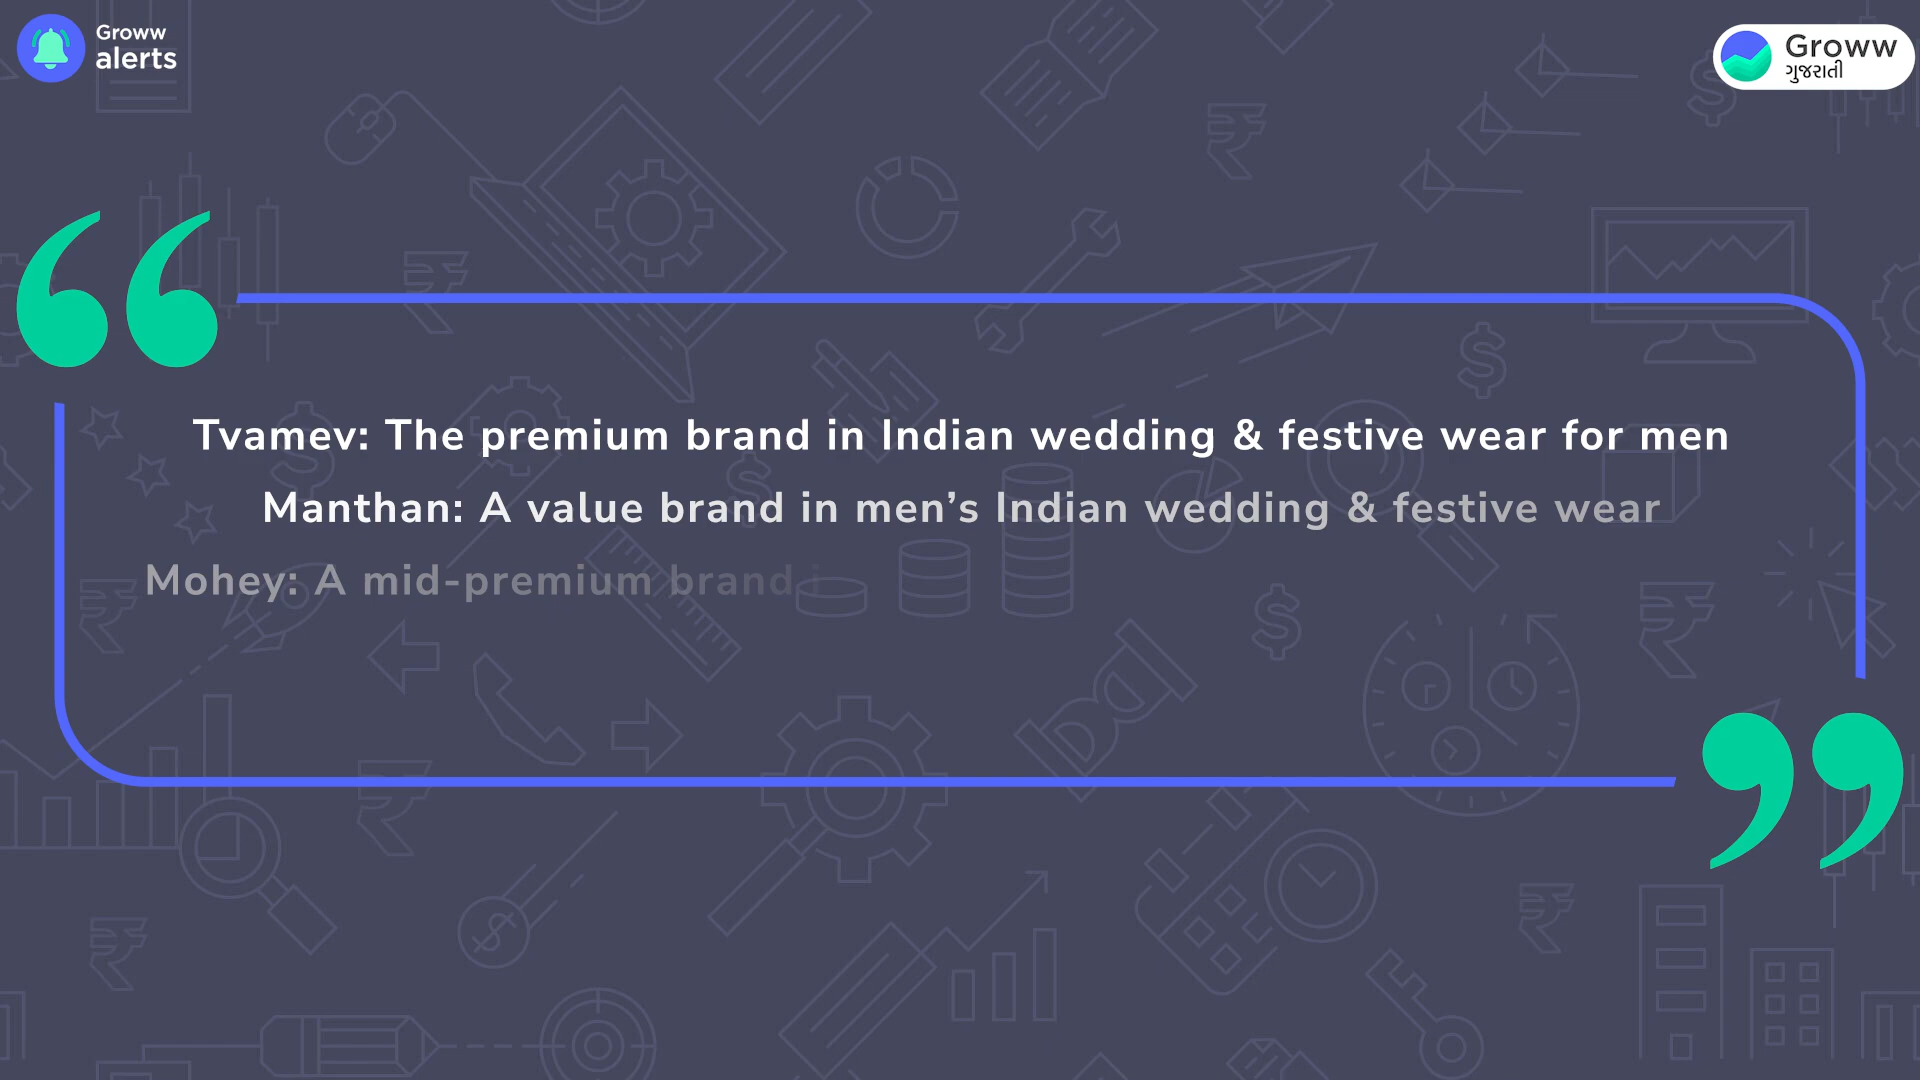 Groww
alerts
Groww
ગુજરાતી
Tvamev: The premium brand in Indian wedding & festive wear for men
Manthan: A value brand in men’s Indian wedding & festive wear
Mohey: A mid-premium brand i